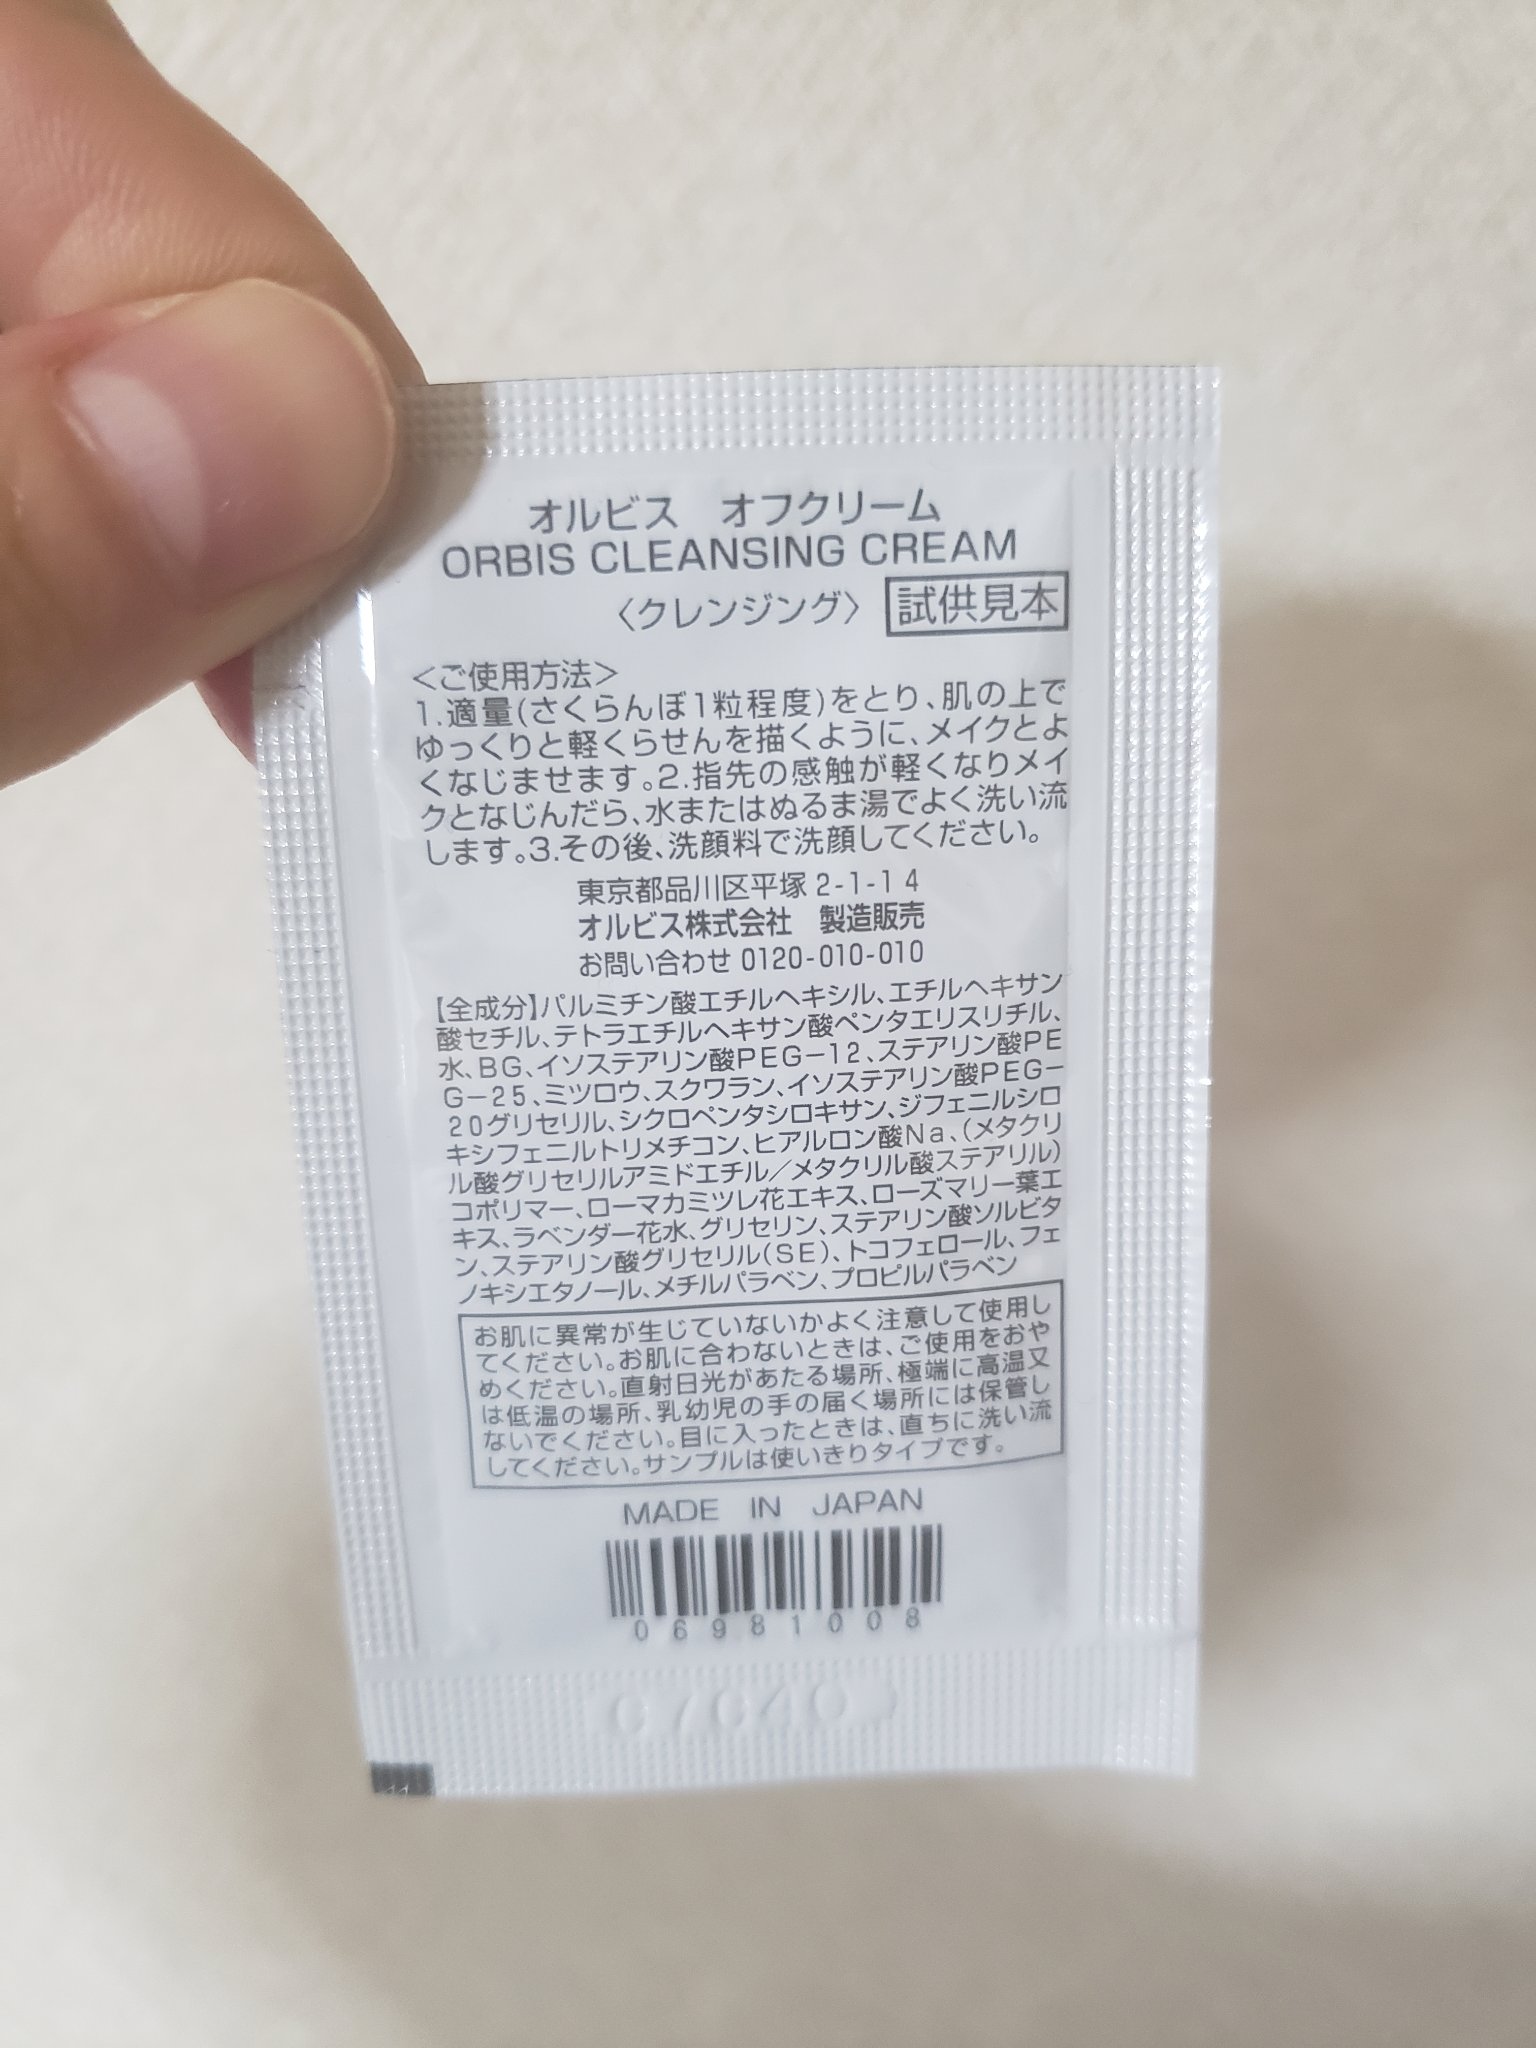 オルビス　オフクリーム
ORBIS CLEANSING CREAM
〈クレンジング〉 試供見本
＜ご使用方法＞
1.適量(さくらんぼ1粒程度)をとり、肌の上で
ゆっくりと軽くらせんを描くように、メイクとよ
くなじませます。2.指先の感触が軽くなりメイ
クとなじんだら、水またはぬるま湯でよく洗い流
します。3.その後、洗顔料で洗顔してください。
東京都品川区平塚 2-1-14
オルビス株式会社　製造販売
お問い合わせ 0120-010-010
【全成分】パルミチン酸エチルヘキシル、エチルヘキサン
酸セチル、テトラエチルヘキサン酸ペンタエリスリチル、
水、BG、イソステアリン酸PEG－12、ステアリン酸PE
G－25、ミツロウ、スクワラン、イソステアリン酸PEG－
20グリセリル、シクロペンタシロキサン、ジフェニルシロ
キシフェニルトリメチコン、ヒアルロン酸Na、(メタクリ
ル酸グリセリルアミドエチル／メタクリル酸ステアリル)
コポリマー、ローマカミツレ花エキス、ローズマリー葉エ
キス、ラベンダー花水、グリセリン、ステアリン酸ソルビタ
ン、ステアリン酸グリセリル(SE)、トコフェロール、フェ
ノキシエタノール、メチルパラベン、プロピルパラベン
お肌に異常が生じていないかよく注意して使用し
てください。お肌に合わないときは、ご使用をおや
めください。直射日光があたる場所、極端に高温又
は低温の場所、乳幼児の手の届く場所には保管し
ないでください。目に入ったときは、直ちに洗い流
してください。サンプルは使いきりタイプです。
MADE IN JAPAN
06981008